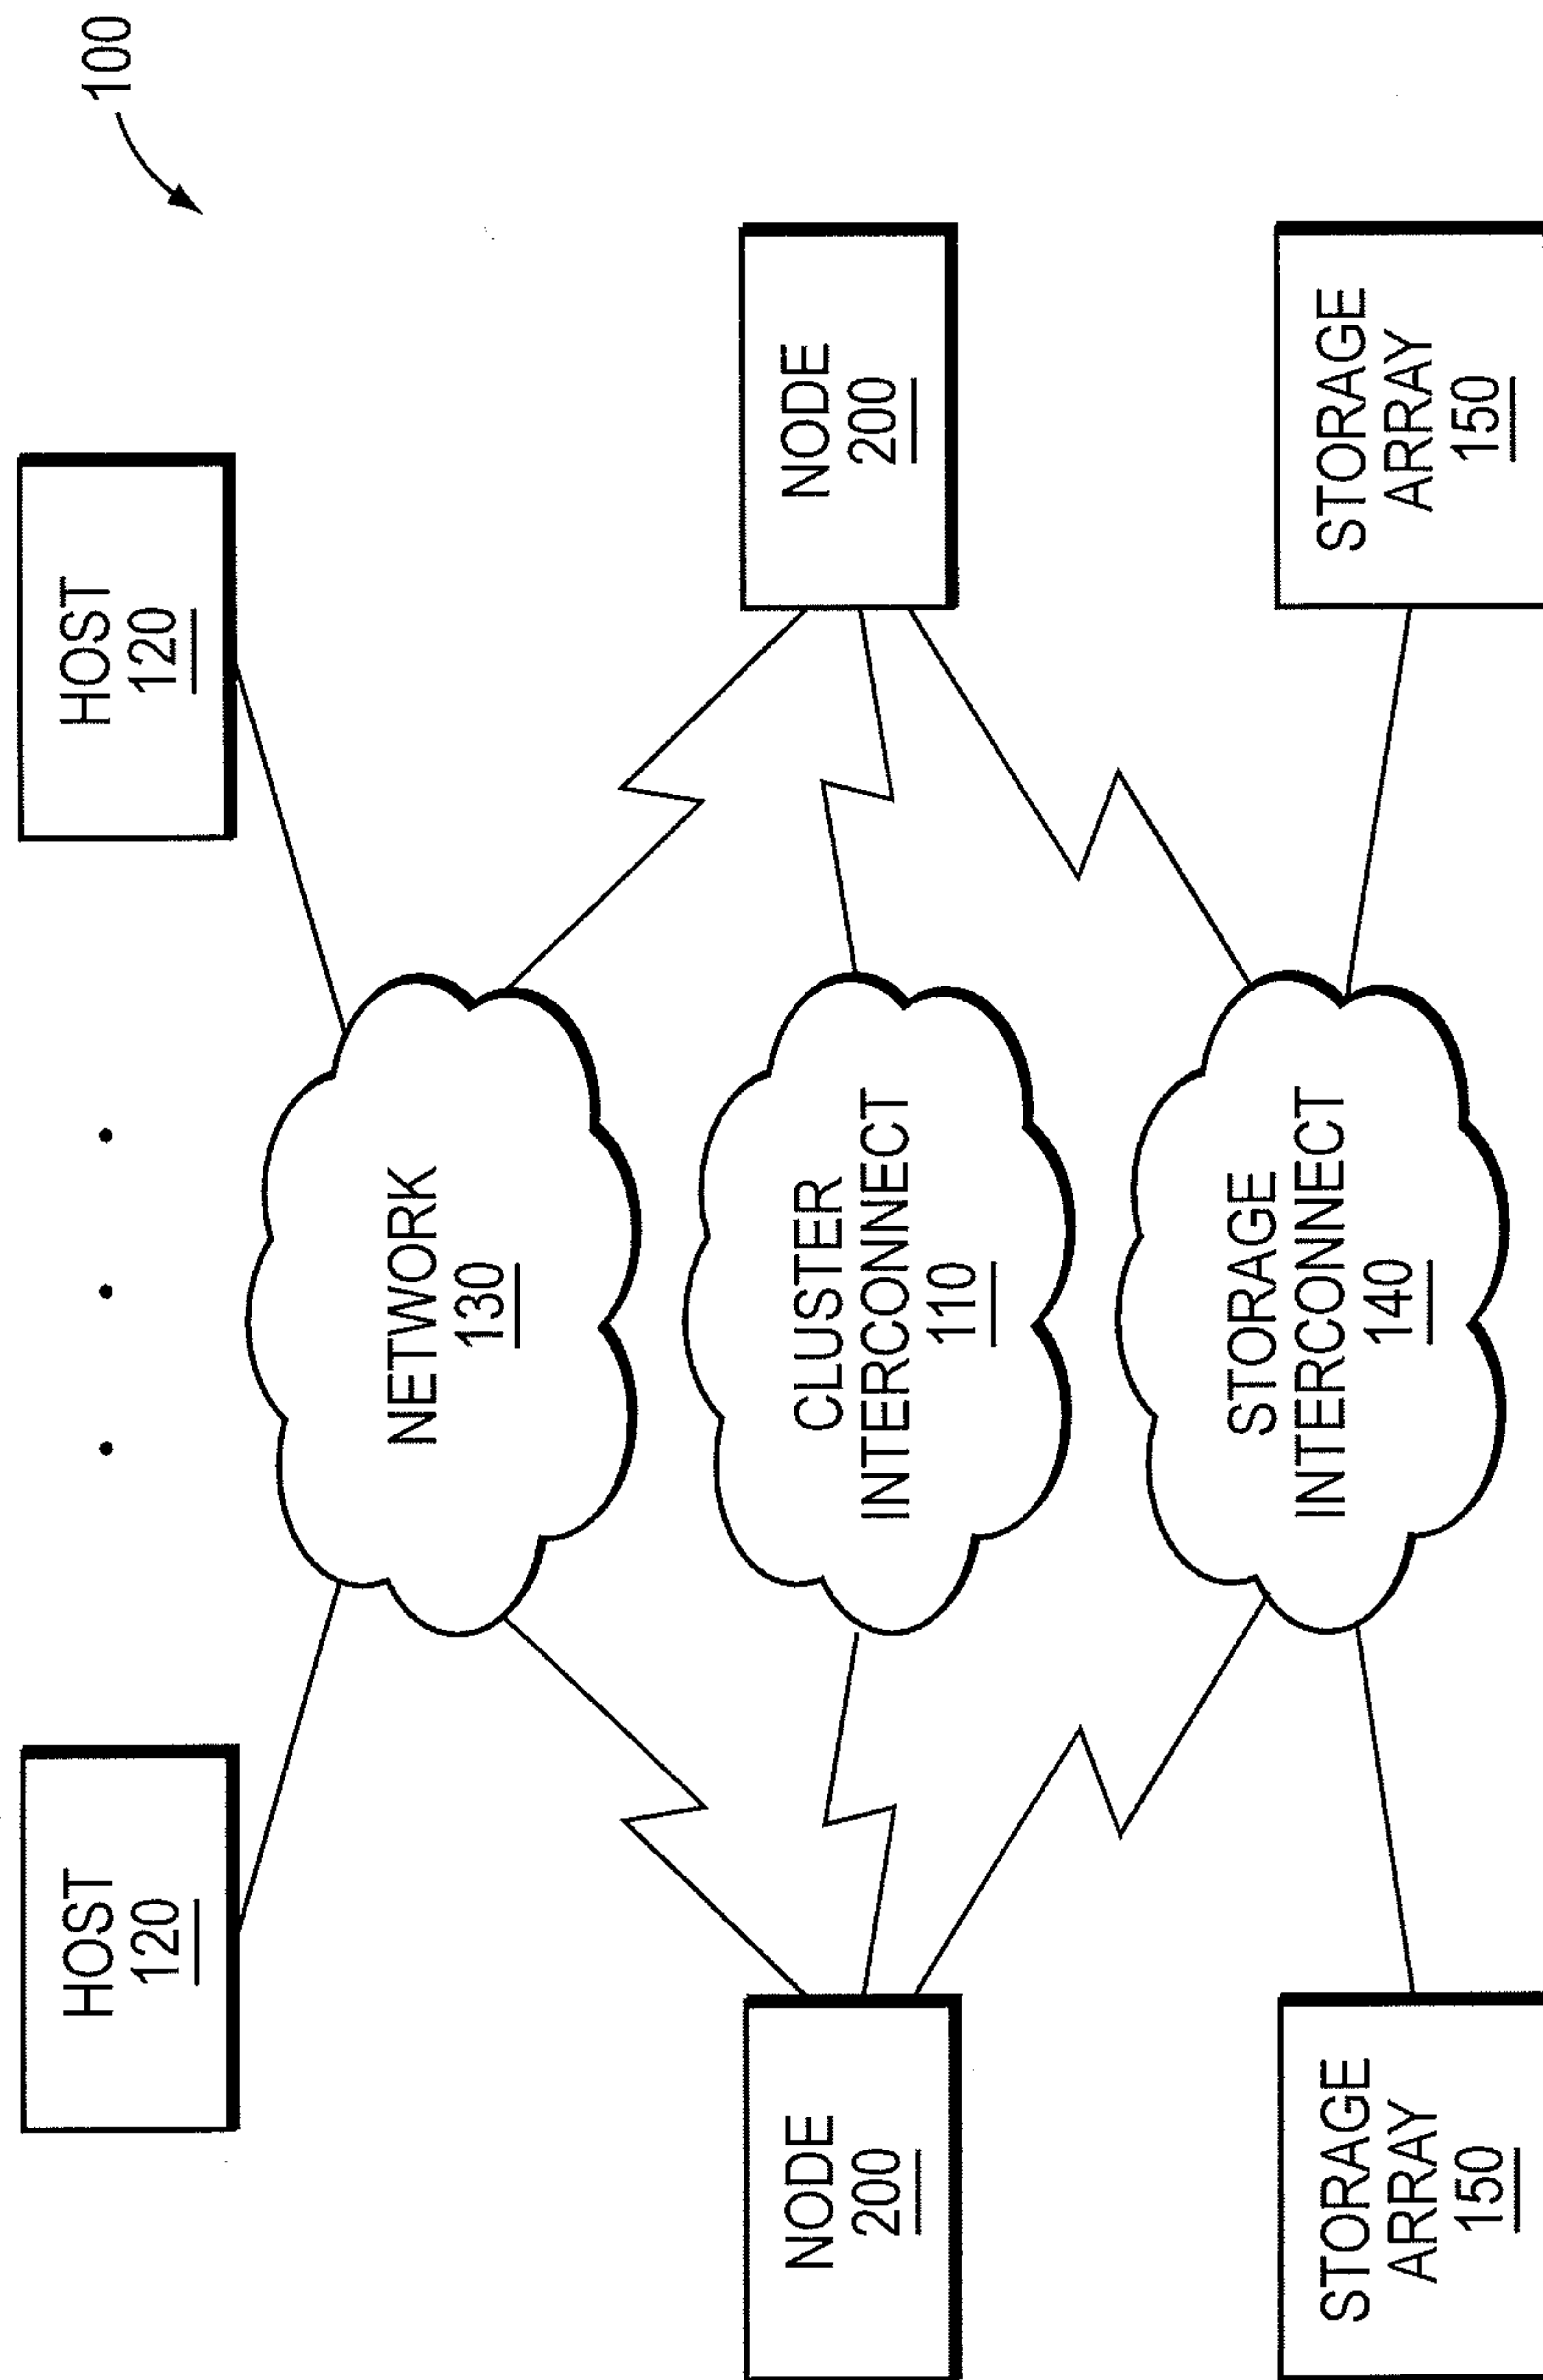 100
HOST
120
. . .
HOST
120
NETWORK
130
NODE
200
CLUSTER
INTERCONNECT
110
NODE
200
STORAGE
ARRAY
150
STORAGE
INTERCONNECT
140
STORAGE
ARRAY
150